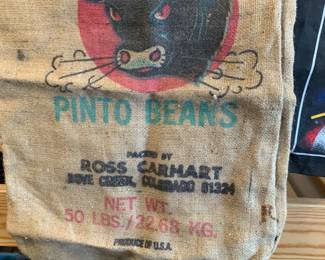 PINTO BEANS
PACKED BY
ROSS CARHART
DOVE CREEK, COLORADO 81324
NET WT.
50 LBS./22.68 KG.
PRODUCE OF U.S.A.